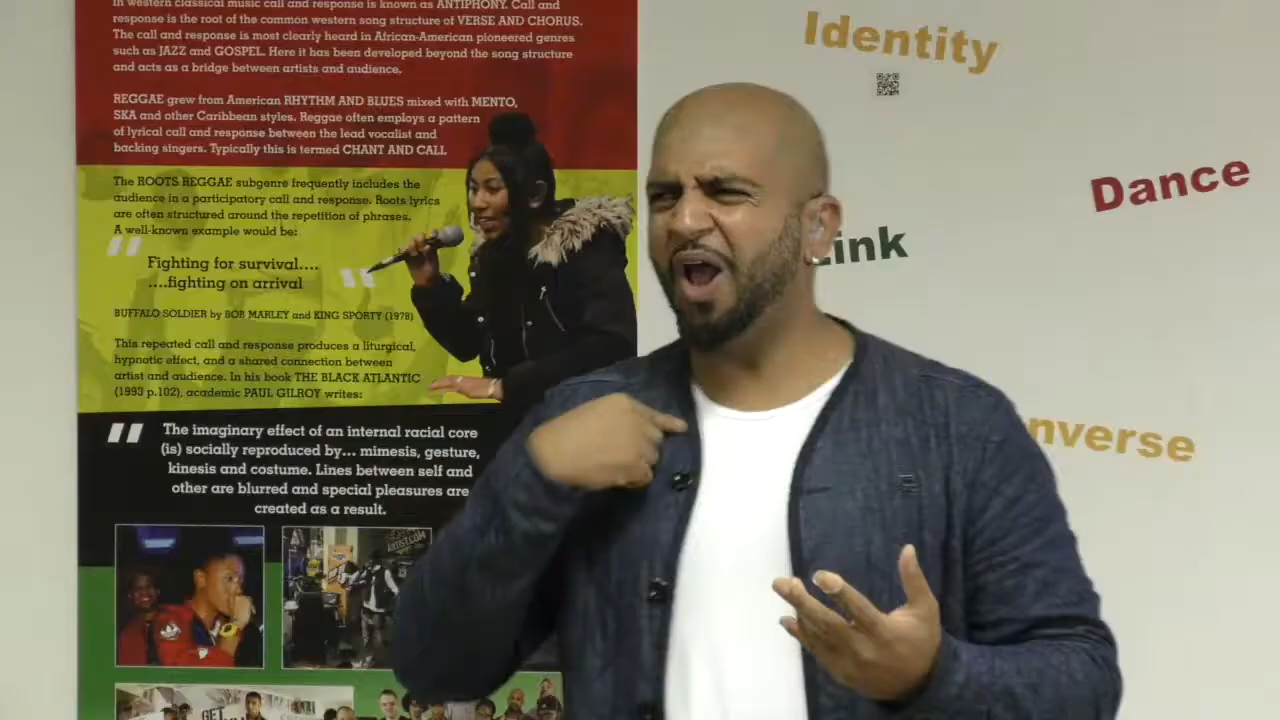 In western classical music call and response is known as ANTIPHONY. Call and
response is the root of the common western song structure of VERSE AND CHORUS.
The call and response is most clearly heard in African-American pioneered genres
such as JAZZ and GOSPEL. Here it has been developed beyond the song structure
and acts as a bridge between artists and audience.
REGGAE grew from American RHYTHM AND BLUES mixed with MENTO,
SKA and other Caribbean styles. Reggae often employs a pattern
of lyrical call and response between the lead vocalist and
backing singers. Typically this is termed CHANT AND CALL
The ROOTS REGGAE subgenre frequently includes the
audience in a participatory call and response. Roots lyrics
are often structured around the repetition of phrases.
A well-known example would be:
"
Fighting for survival....
....fighting on arrival
"
BUFFALO SOLDIER by BOB MARLEY and KING SPORTY (1978)
This repeated call and response produces a liturgical,
hypnotic effect, and a shared connection between
artist and audience. In his book THE BLACK ATLANTIC
(1993 p.102), academic PAUL GILROY writes:
"
The imaginary effect of an internal racial core
(is) socially reproduced by... mimesis, gesture,
kinesis and costume. Lines between self and
other are blurred and special pleasures are
created as a result.
ARTIST.COM
GET
Identity
Dance
Link
nverse